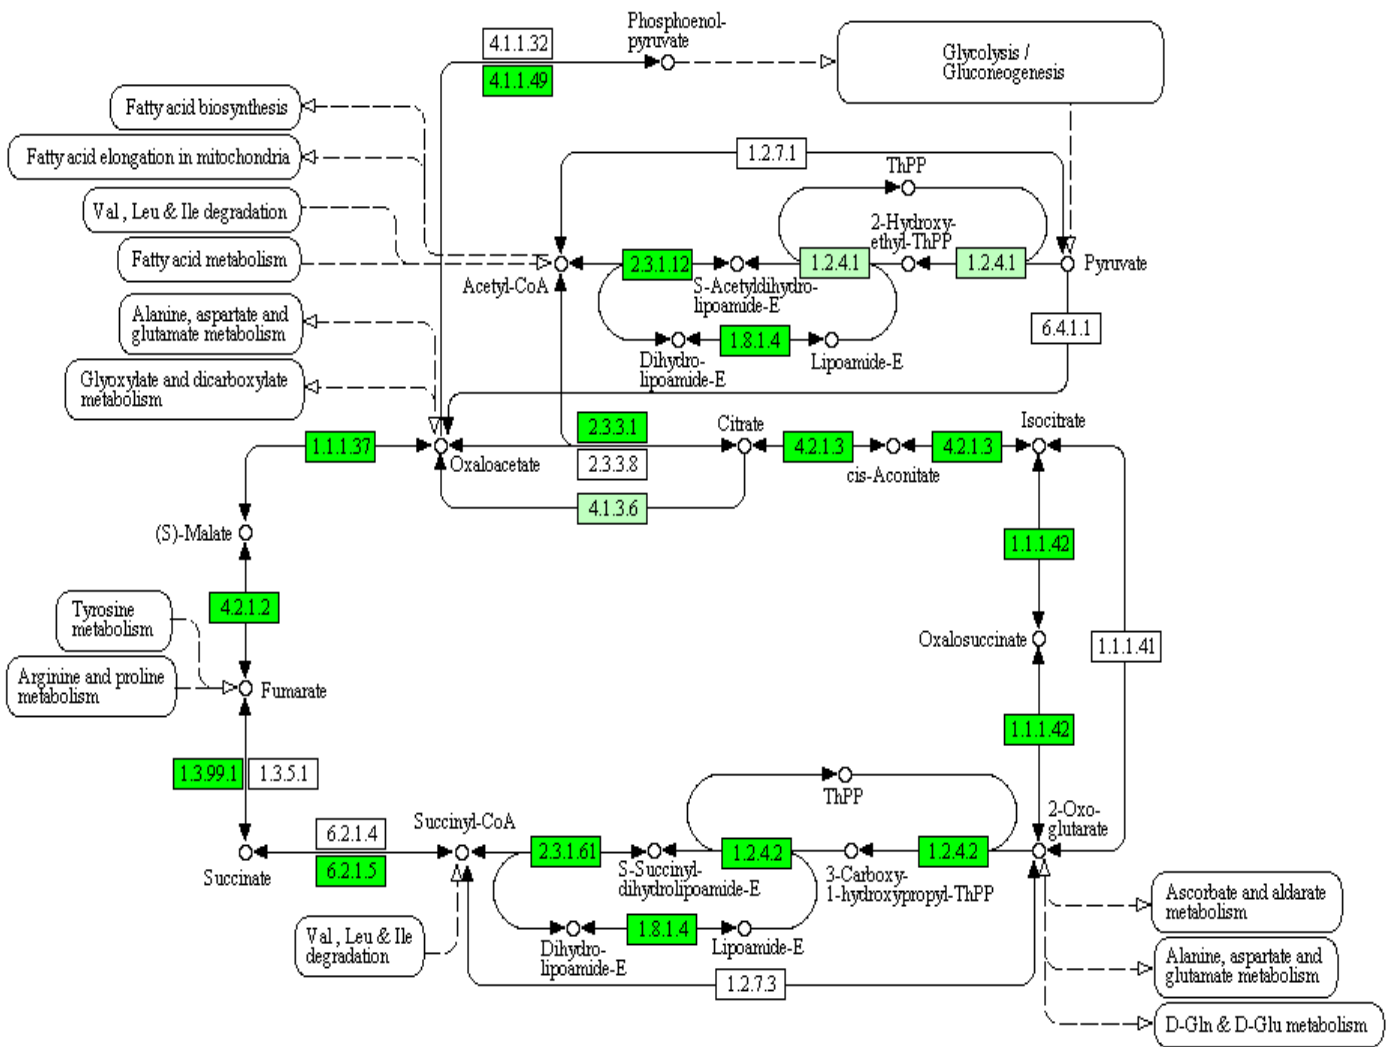 Phosphoenol-
pyruvate
4.1.1.32
4.1.1.49
Glycolysis /
Gluconeogenesis
Fatty acid biosynthesis
Fatty acid elongation in mitochondria
Val , Leu & Ile degradation
Fatty acid metabolism
Alanine, aspartate and
glutamate metabolism
Glyoxylate and dicarboxylate
metabolism
1.2.7.1
ThPP
2-Hydroxy-
ethyl-ThPP
Acetyl-CoA
2.3.1.12
S-Acetyldihydro-
lipoamide-E
1.2.4.1
1.2.4.1
Pyruvate
Dihydro-
lipoamide-E
1.8.1.4
Lipoamide-E
6.4.1.1
1.1.1.37
Oxaloacetate
2.3.3.1
2.3.3.8
4.1.3.6
Citrate
4.2.1.3
cis-Aconitate
4.2.1.3
Isocitrate
(S)-Malate
1.1.1.42
4.2.1.2
Tyrosine
metabolism
Arginine and proline
metabolism
Fumarate
Oxalosuccinate
1.1.1.41
1.1.1.42
1.3.99.1
1.3.5.1
ThPP
Succinate
6.2.1.4
6.2.1.5
Succinyl-CoA
2.3.1.61
S-Succinyl-
dihydrolipoamide-E
1.2.4.2
3-Carboxy-
1-hydroxypropyl-ThPP
1.2.4.2
2-Oxo-
glutarate
Val , Leu & Ile
degradation
Dihydro-
lipoamide-E
1.8.1.4
Lipoamide-E
1.2.7.3
Ascorbate and aldarate
metabolism
Alanine, aspartate and
glutamate metabolism
D-Gln & D-Glu metabolism